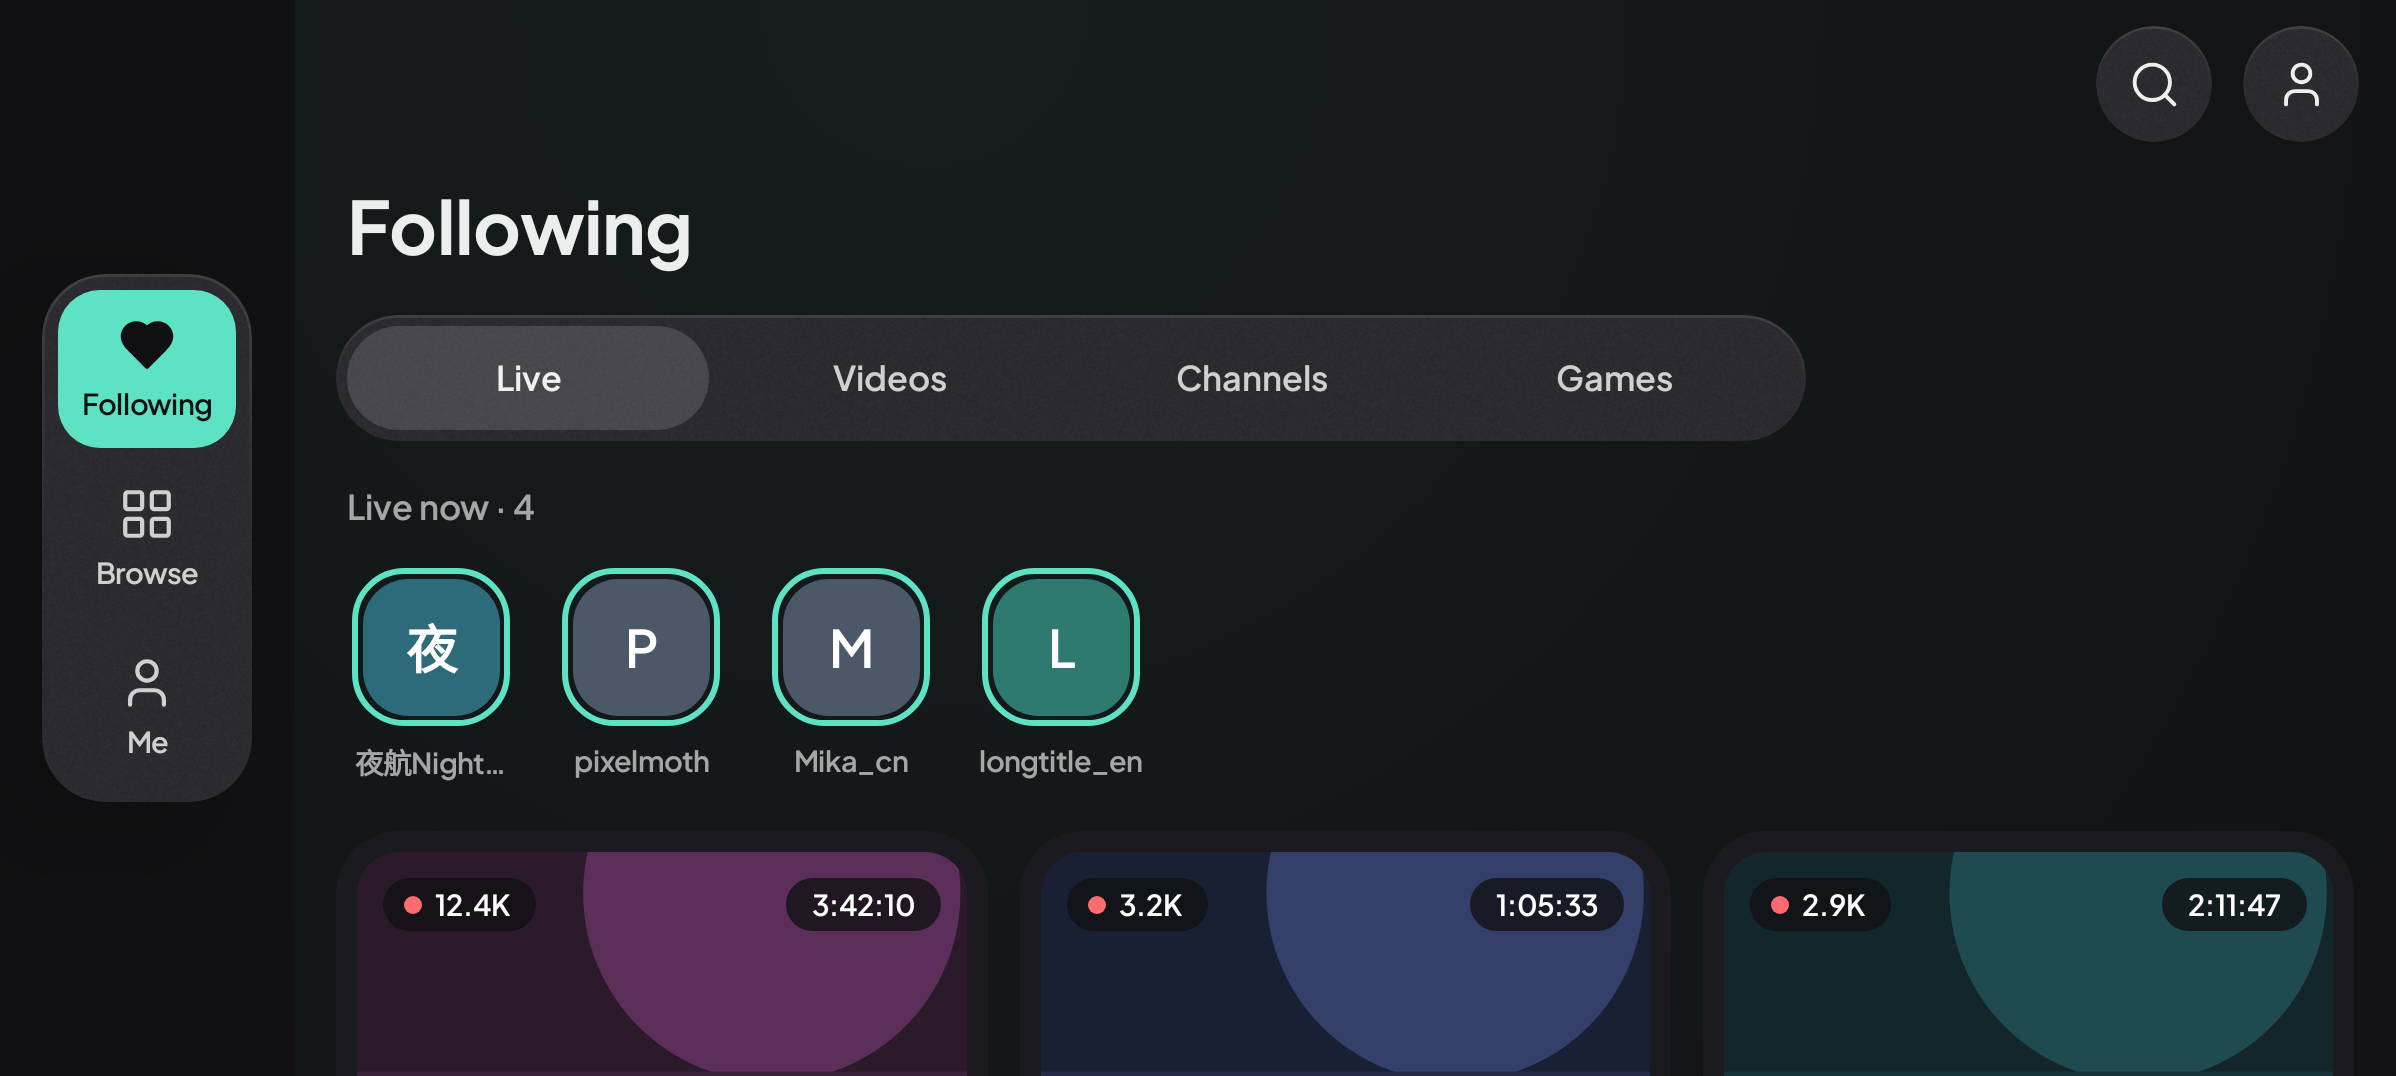 Following
Following
Browse
Me
Live Videos Channels Games
Live now · 4
夜 P M L
夜航Night... pixelmoth Mika_cn longtitle_en
12.4K 3:42:10 3.2K 1:05:33 2.9K 2:11:47